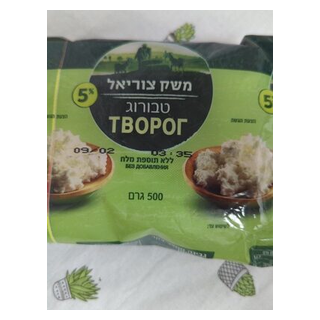 משק צוריאל
5%
טבורוג
ТВОРОГ
09/02 03:35
ללא תוספת מלח
БЕЗ ДОБАВЛЕНИЯ
500 גרם